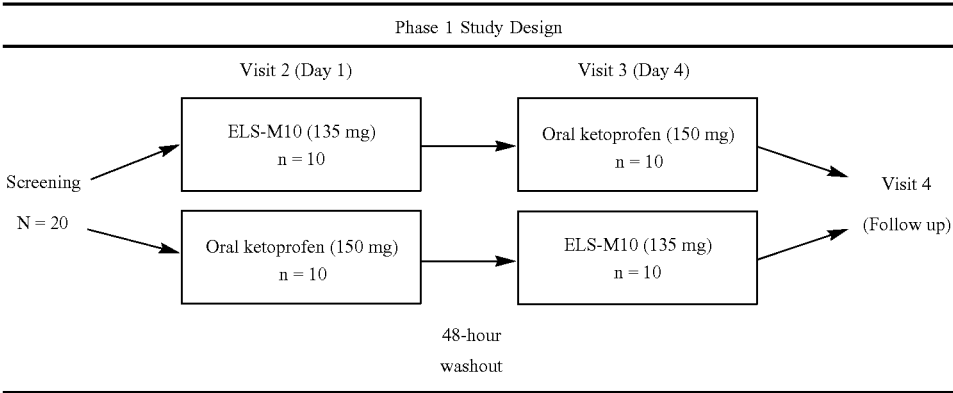 Phase 1 Study Design
Visit 2 (Day 1)
Visit 3 (Day 4)
ELS-M10 (135 mg)
n = 10
Oral ketoprofen (150 mg)
n = 10
Screening
N = 20
Visit 4
(Follow up)
Oral ketoprofen (150 mg)
n = 10
ELS-M10 (135 mg)
n = 10
48-hour
washout